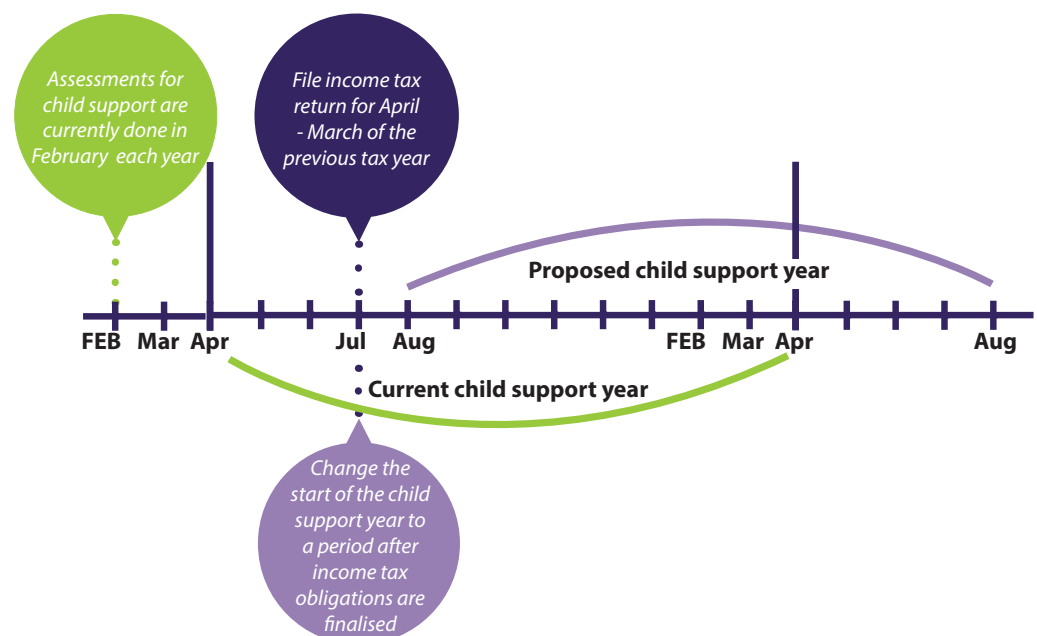 Assessments for
child support are
currently done in
February each year
File income tax
return for April
- March of the
previous tax year
Proposed child support year
FEB Mar Apr Jul Aug FEB Mar Apr Aug
Current child support year
Change the
start of the child
support year to
a period after
income tax
obligations are
finalised